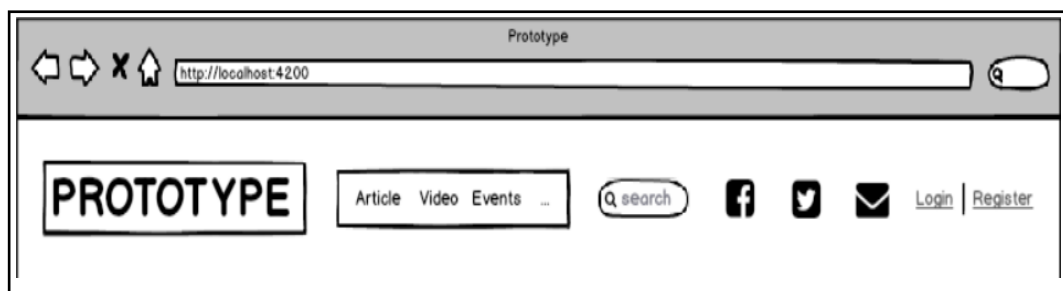 Prototype
http://localhost:4200
PROTOTYPE
Article Video Events ...
search
Login | Register